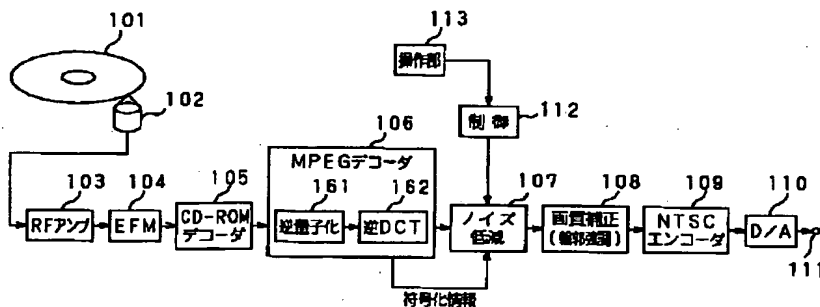 101
102
113
操作部
112
制御
106
MPEGデコーダ
103
104
105
161
162
107
108
109
110
RFアンプ
EFM
CD-ROM
デコーダ
逆量子化
逆DCT
ノイズ
低減
画質補正
(輪郭強調)
NTSC
エンコーダ
D/A
111
符号化情報